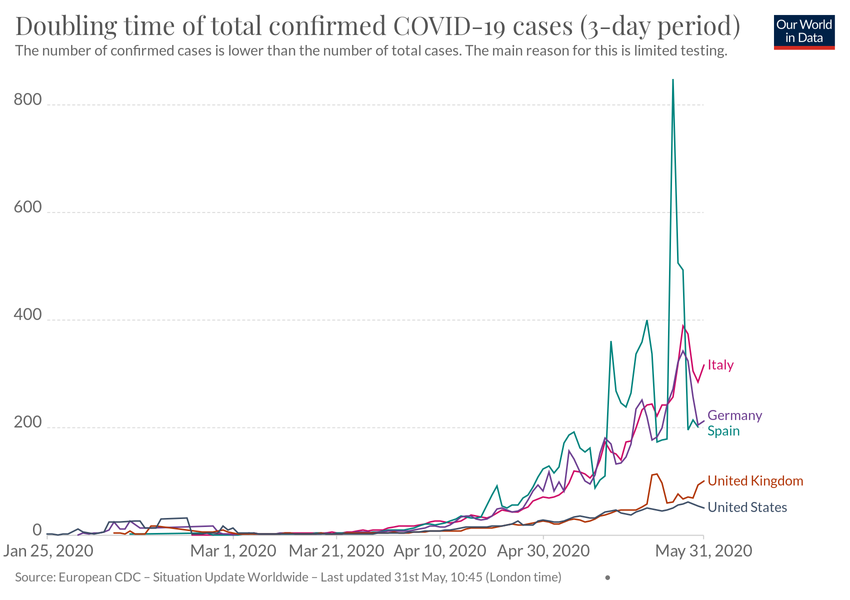 Doubling time of total confirmed COVID-19 cases (3-day period)
The number of confirmed cases is lower than the number of total cases. The main reason for this is limited testing.
Our World
in Data
800
600
400
200
0
Italy
Germany
Spain
United Kingdom
United States
Jan 25, 2020
Mar 1, 2020
Mar 21, 2020
Apr 10, 2020
Apr 30, 2020
May 31, 2020
Source: European CDC – Situation Update Worldwide – Last updated 31st May, 10:45 (London time)